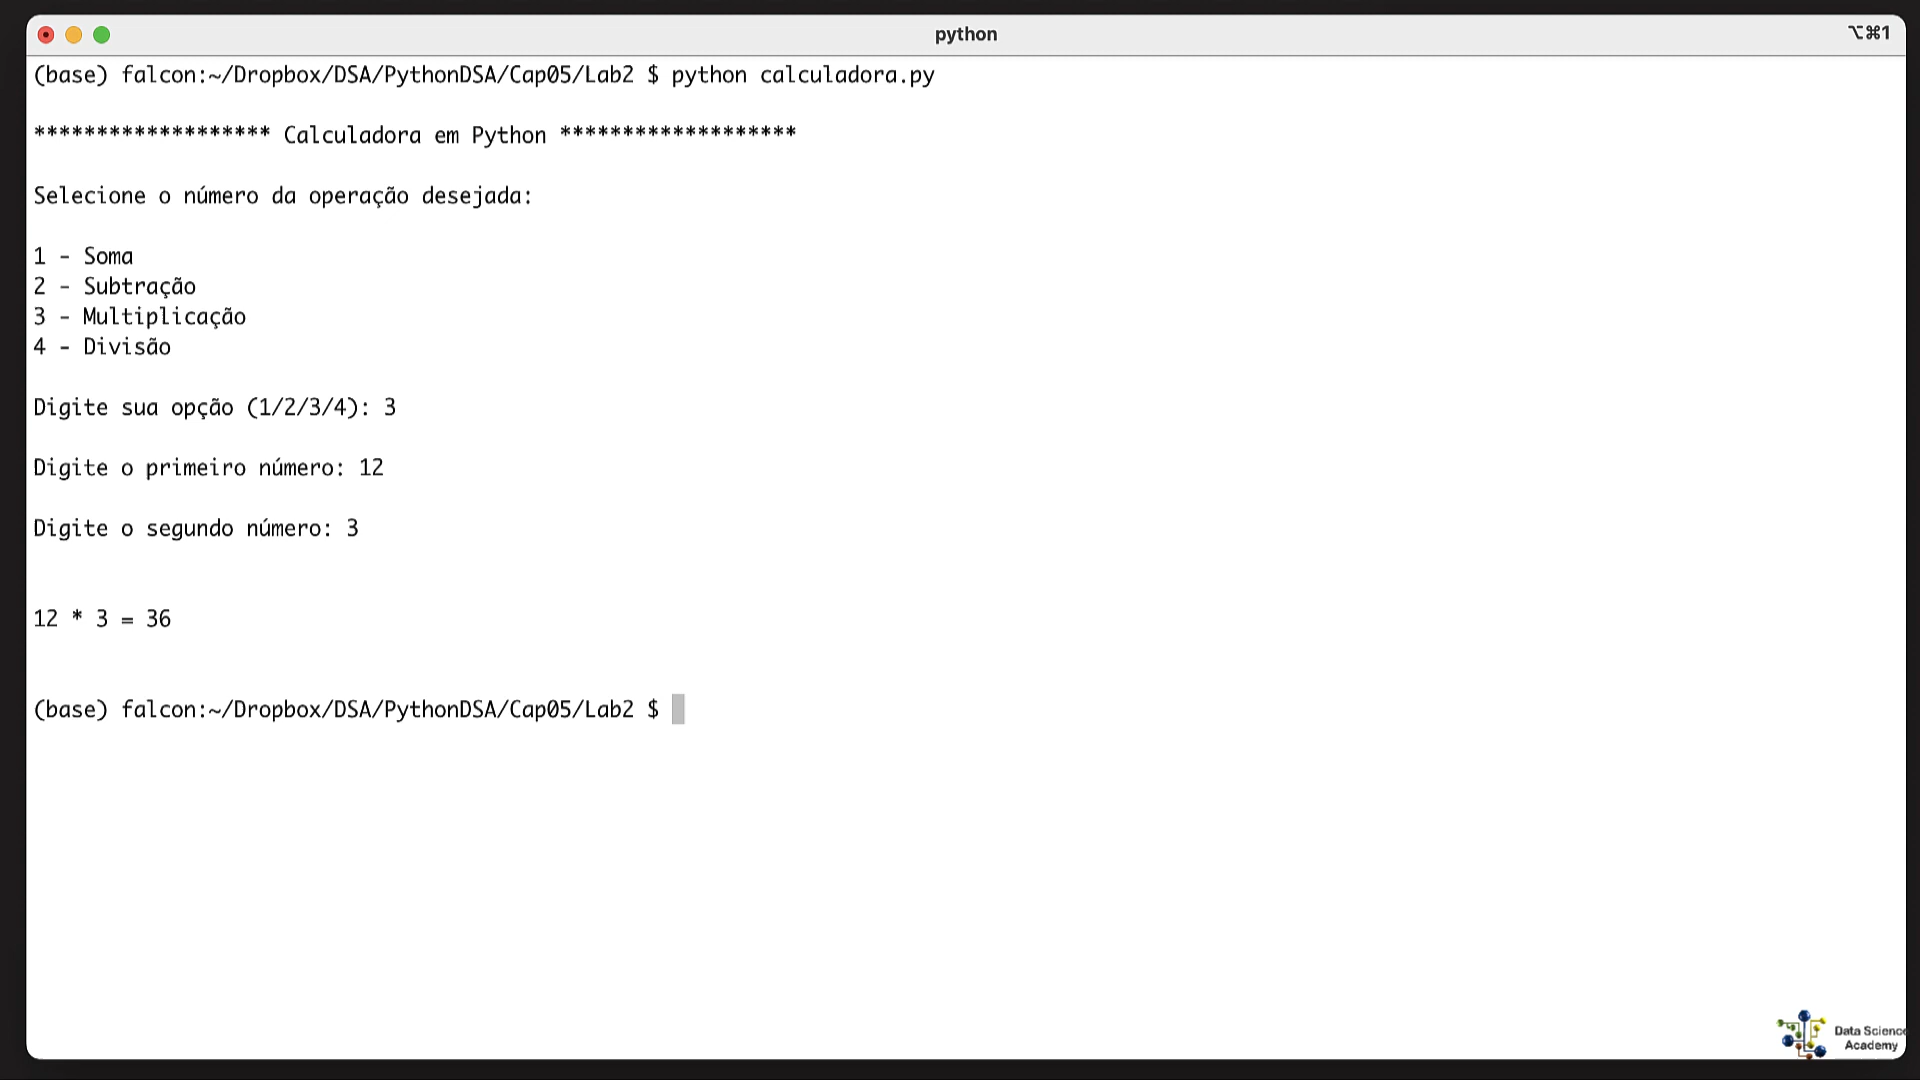 python
⌥⌘1
(base) falcon:~/Dropbox/DSA/PythonDSA/Cap05/Lab2 $ python calculadora.py
******************* Calculadora em Python *******************
Selecione o número da operação desejada:
1 - Soma
2 - Subtração
3 - Multiplicação
4 - Divisão
Digite sua opção (1/2/3/4): 3
Digite o primeiro número: 12
Digite o segundo número: 3
12 * 3 = 36
(base) falcon:~/Dropbox/DSA/PythonDSA/Cap05/Lab2 $
Data Science
Academy